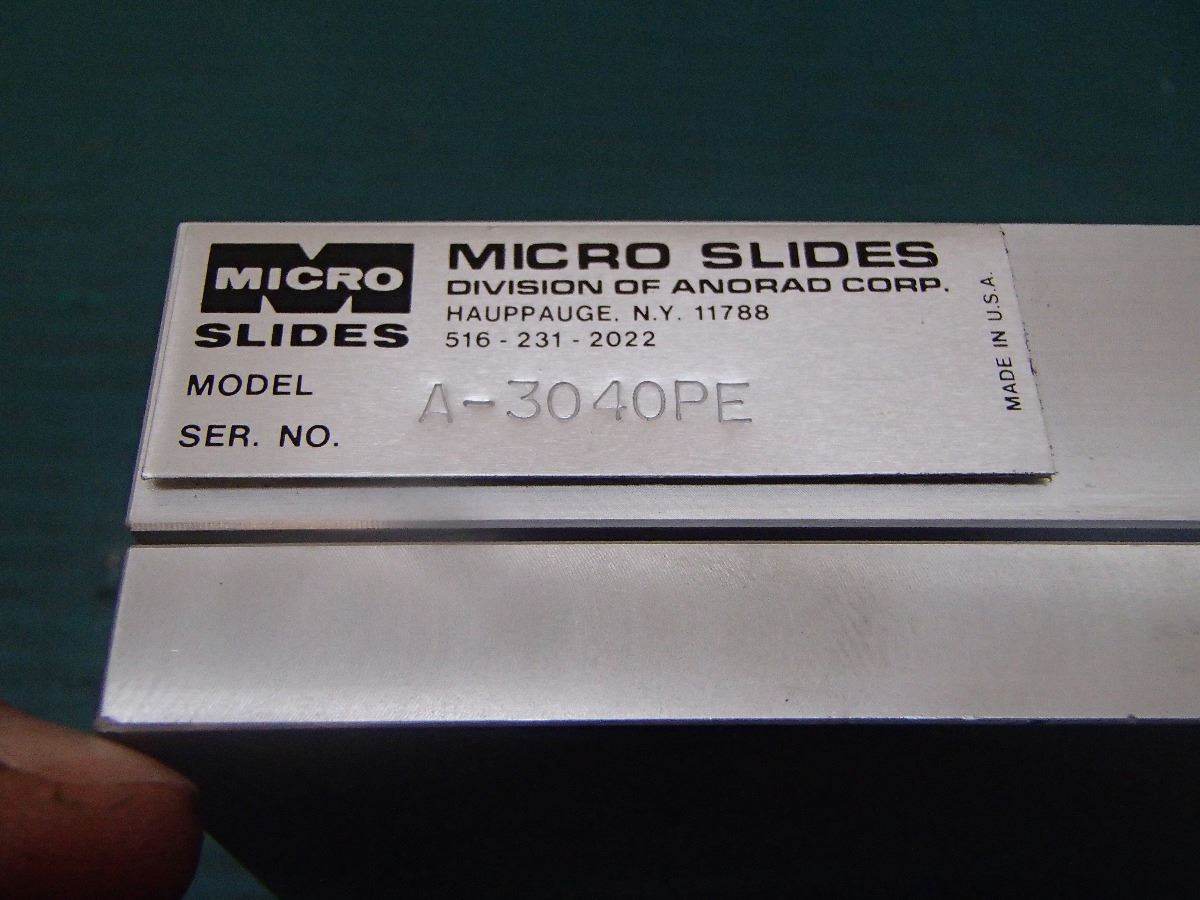 MICRO
SLIDES
MICRO SLIDES
DIVISION OF ANORAD CORP.
HAUPPAUGE, N.Y. 11788
516-231-2022
MODEL A-3040PE
SER. NO.
MADE IN U.S.A.